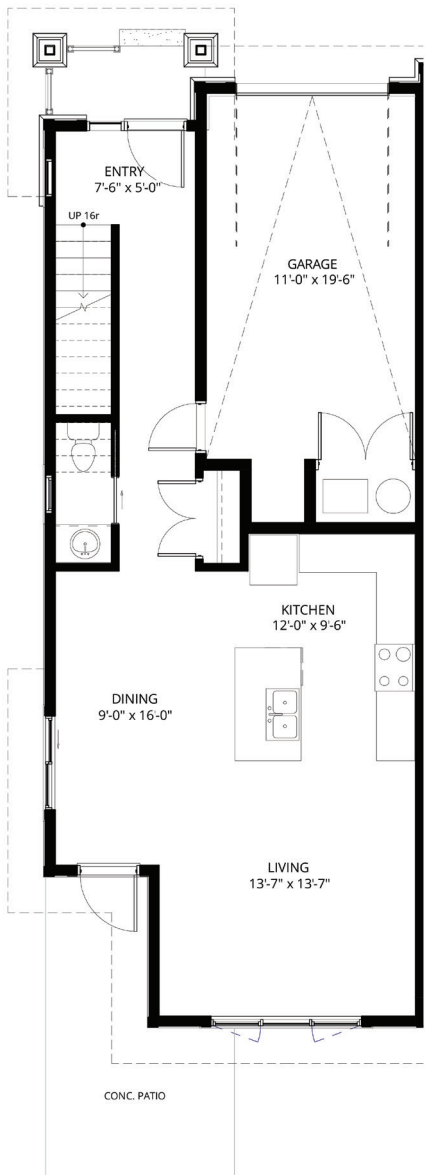 ENTRY
7'-6" x 5'-0"
UP 16r
GARAGE
11'-0" x 19'-6"
KITCHEN
12'-0" x 9'-6"
DINING
9'-0" x 16'-0"
LIVING
13'-7" x 13'-7"
CONC. PATIO